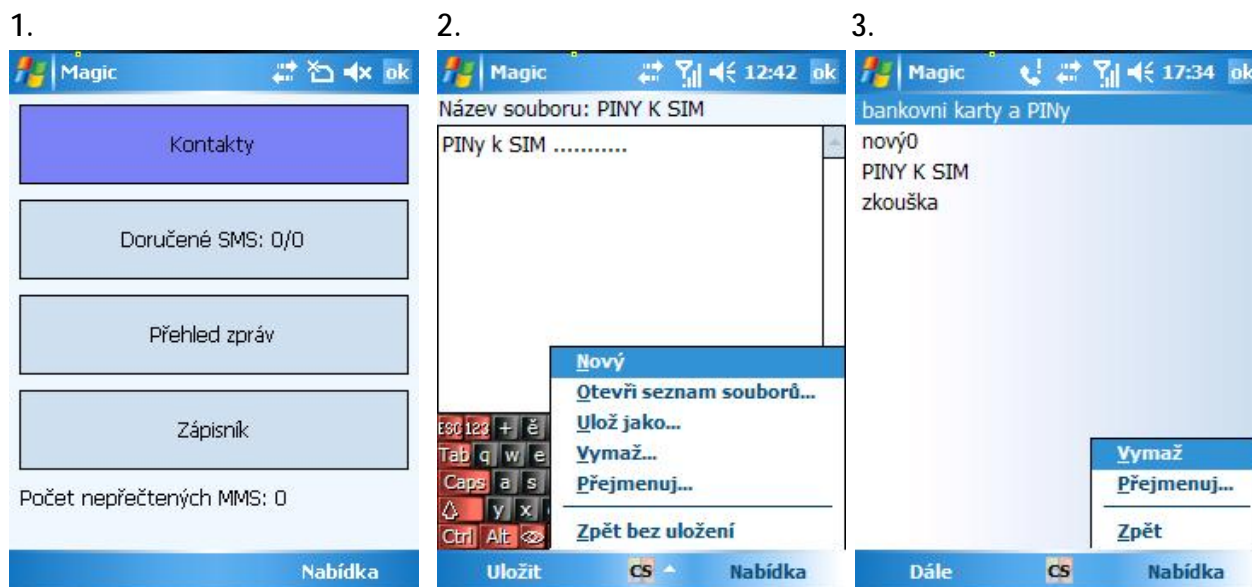 1.
Magic ok
Kontakty
Doručené SMS: 0/0
Přehled zpráv
Zápisník
Počet nepřečtených MMS: 0
Nabídka
2.
Magic 12:42 ok
Název souboru: PINY K SIM
PINy k SIM ...........
Nový
Otevři seznam souborů...
Ulož jako...
Vymaž...
Přejmenuj...
Zpět bez uložení
ESC 123 + ě
Tab q w e
Caps a s
y x
Ctrl Alt
Uložit CS Nabídka
3.
Magic 17:34 ok
bankovni karty a PINy
nový0
PINY K SIM
zkouška
Vymaž
Přejmenuj...
Zpět
Dále CS Nabídka